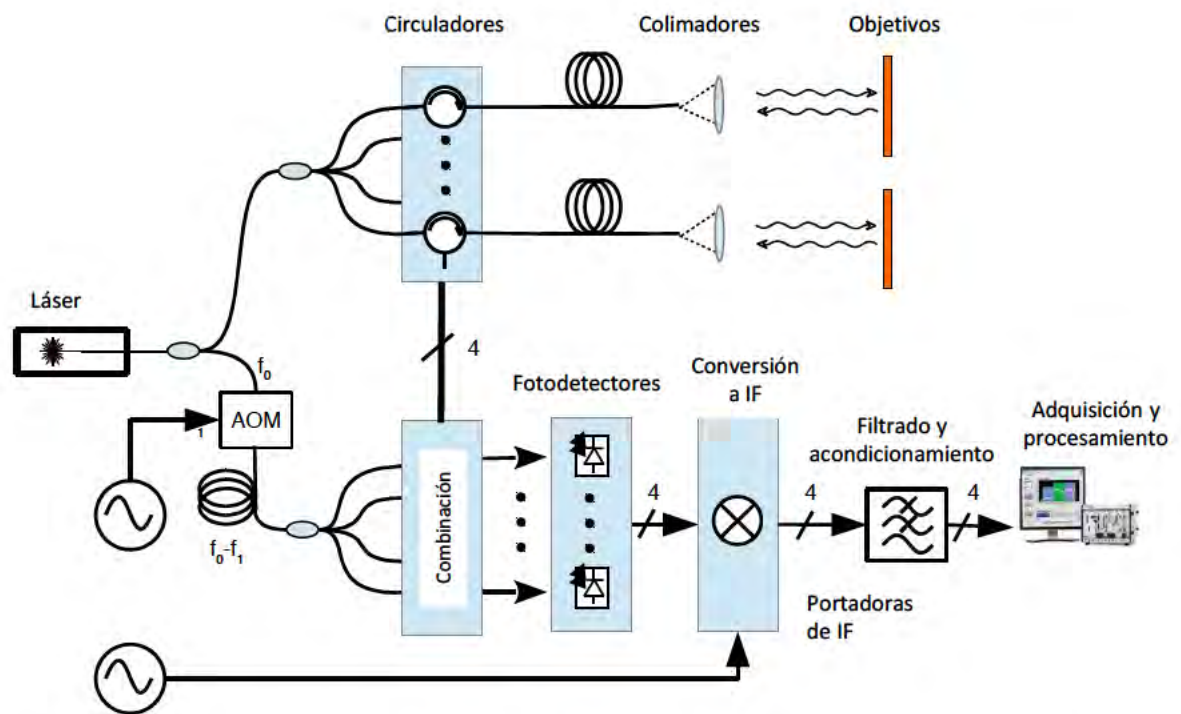 Circuladores
Colimadores
Objetivos
Láser
4
f0
AOM
1
f0-f1
Combinación
Fotodetectores
4
Conversión
a IF
4
Filtrado y
acondicionamiento
4
Adquisición y
procesamiento
Portadoras
de IF